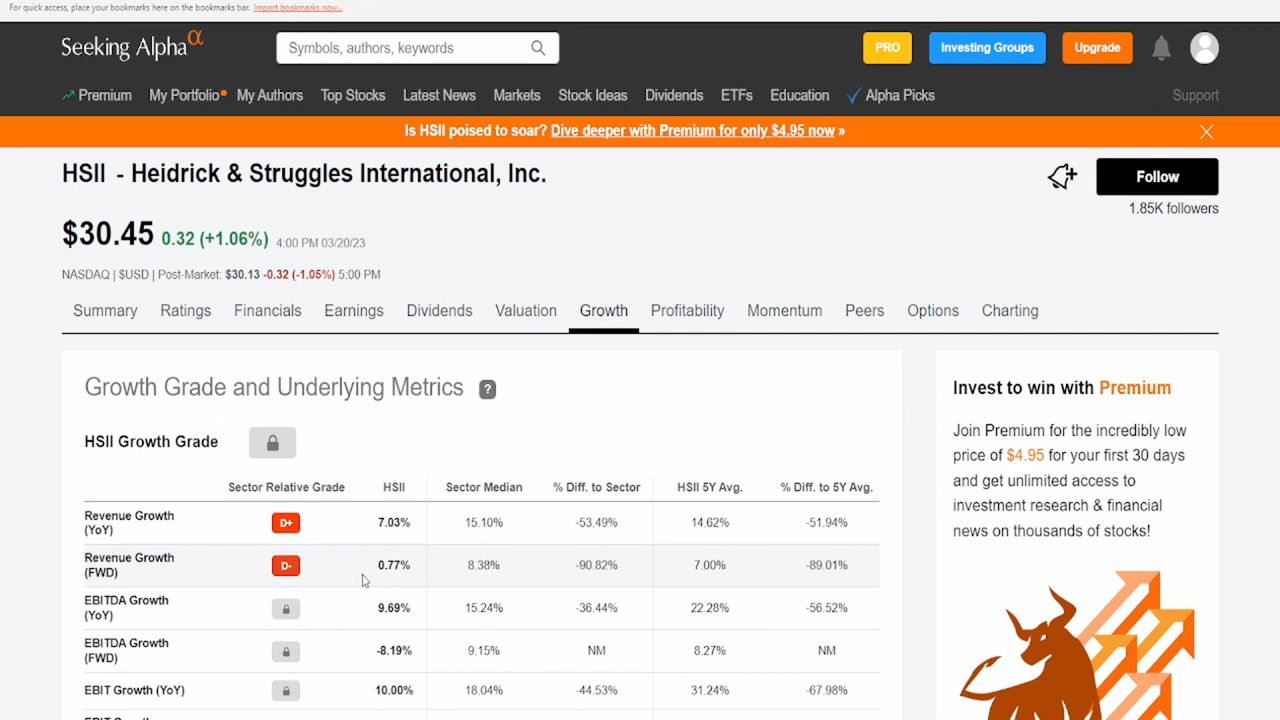 For quick access, place your bookmarks here on the bookmarks bar. Import bookmarks now...
Seeking Alphaα
Symbols, authors, keywords
PRO
Investing Groups
Upgrade
Premium My Portfolio My Authors Top Stocks Latest News Markets Stock Ideas Dividends ETFs Education Alpha Picks Support
Is HSII poised to soar? Dive deeper with Premium for only $4.95 now »
HSII - Heidrick & Struggles International, Inc.
Follow
1.85K followers
$30.45 0.32 (+1.06%) 4:00 PM 03/20/23
NASDAQ | $USD | Post-Market: $30.13 -0.32 (-1.05%) 5:00 PM
Summary Ratings Financials Earnings Dividends Valuation Growth Profitability Momentum Peers Options Charting
Growth Grade and Underlying Metrics ?
HSII Growth Grade
Sector Relative Grade HSII Sector Median % Diff. to Sector HSII 5Y Avg. % Diff. to 5Y Avg.
Revenue Growth
(YoY) D+ 7.03% 15.10% -53.49% 14.62% -51.94%
Revenue Growth
(FWD) D- 0.77% 8.38% -90.82% 7.00% -89.01%
EBITDA Growth
(YoY) 9.69% 15.24% -36.44% 22.28% -56.52%
EBITDA Growth
(FWD) -8.19% 9.15% NM 8.27% NM
EBIT Growth (YoY) 10.00% 18.04% -44.53% 31.24% -67.98%
Invest to win with Premium
Join Premium for the incredibly low
price of $4.95 for your first 30 days
and get unlimited access to
investment research & financial
news on thousands of stocks!